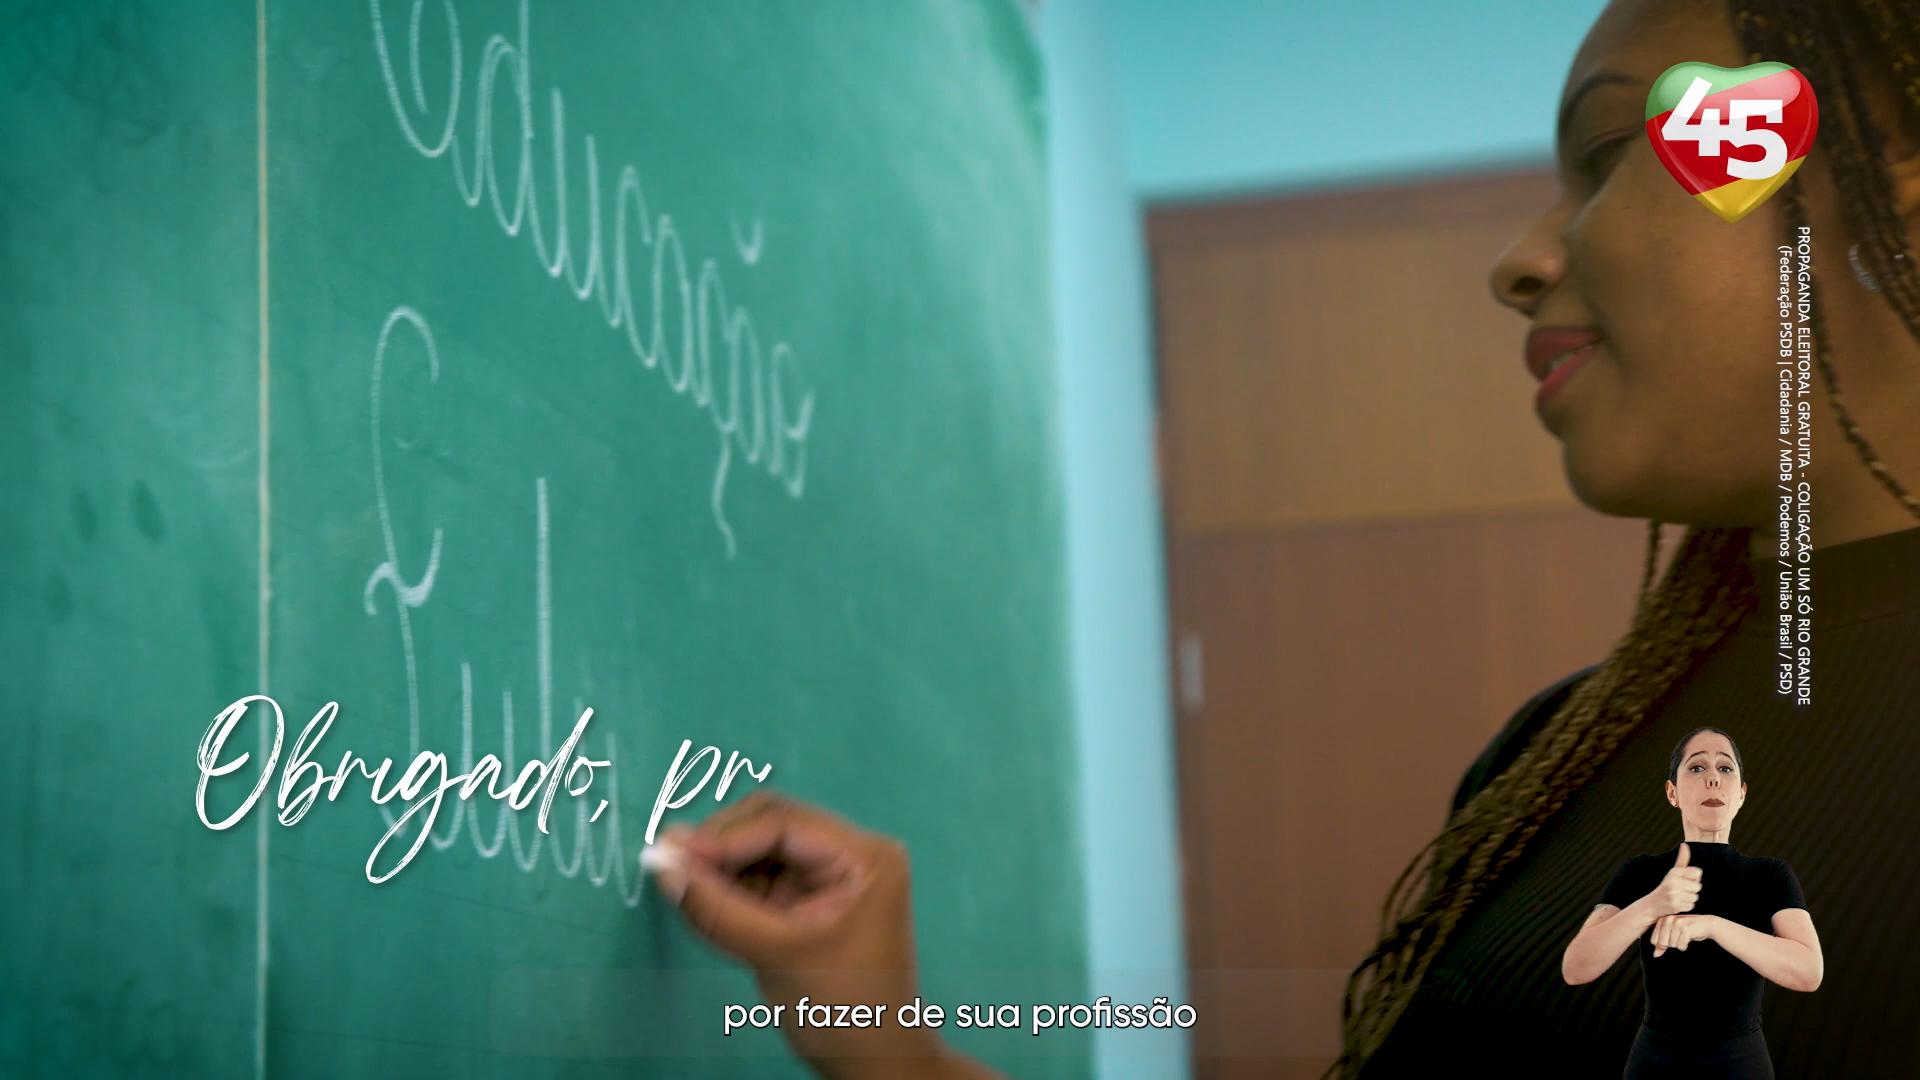 Educação
45
PROPAGANDA ELEITORAL GRATUITA - COLIGAÇÃO UM SÓ RIO GRANDE
(Federação PSDB | Cidadania / MDB / Podemos / União Brasil / PSD)
Obrigado, pr
por fazer de sua profissão